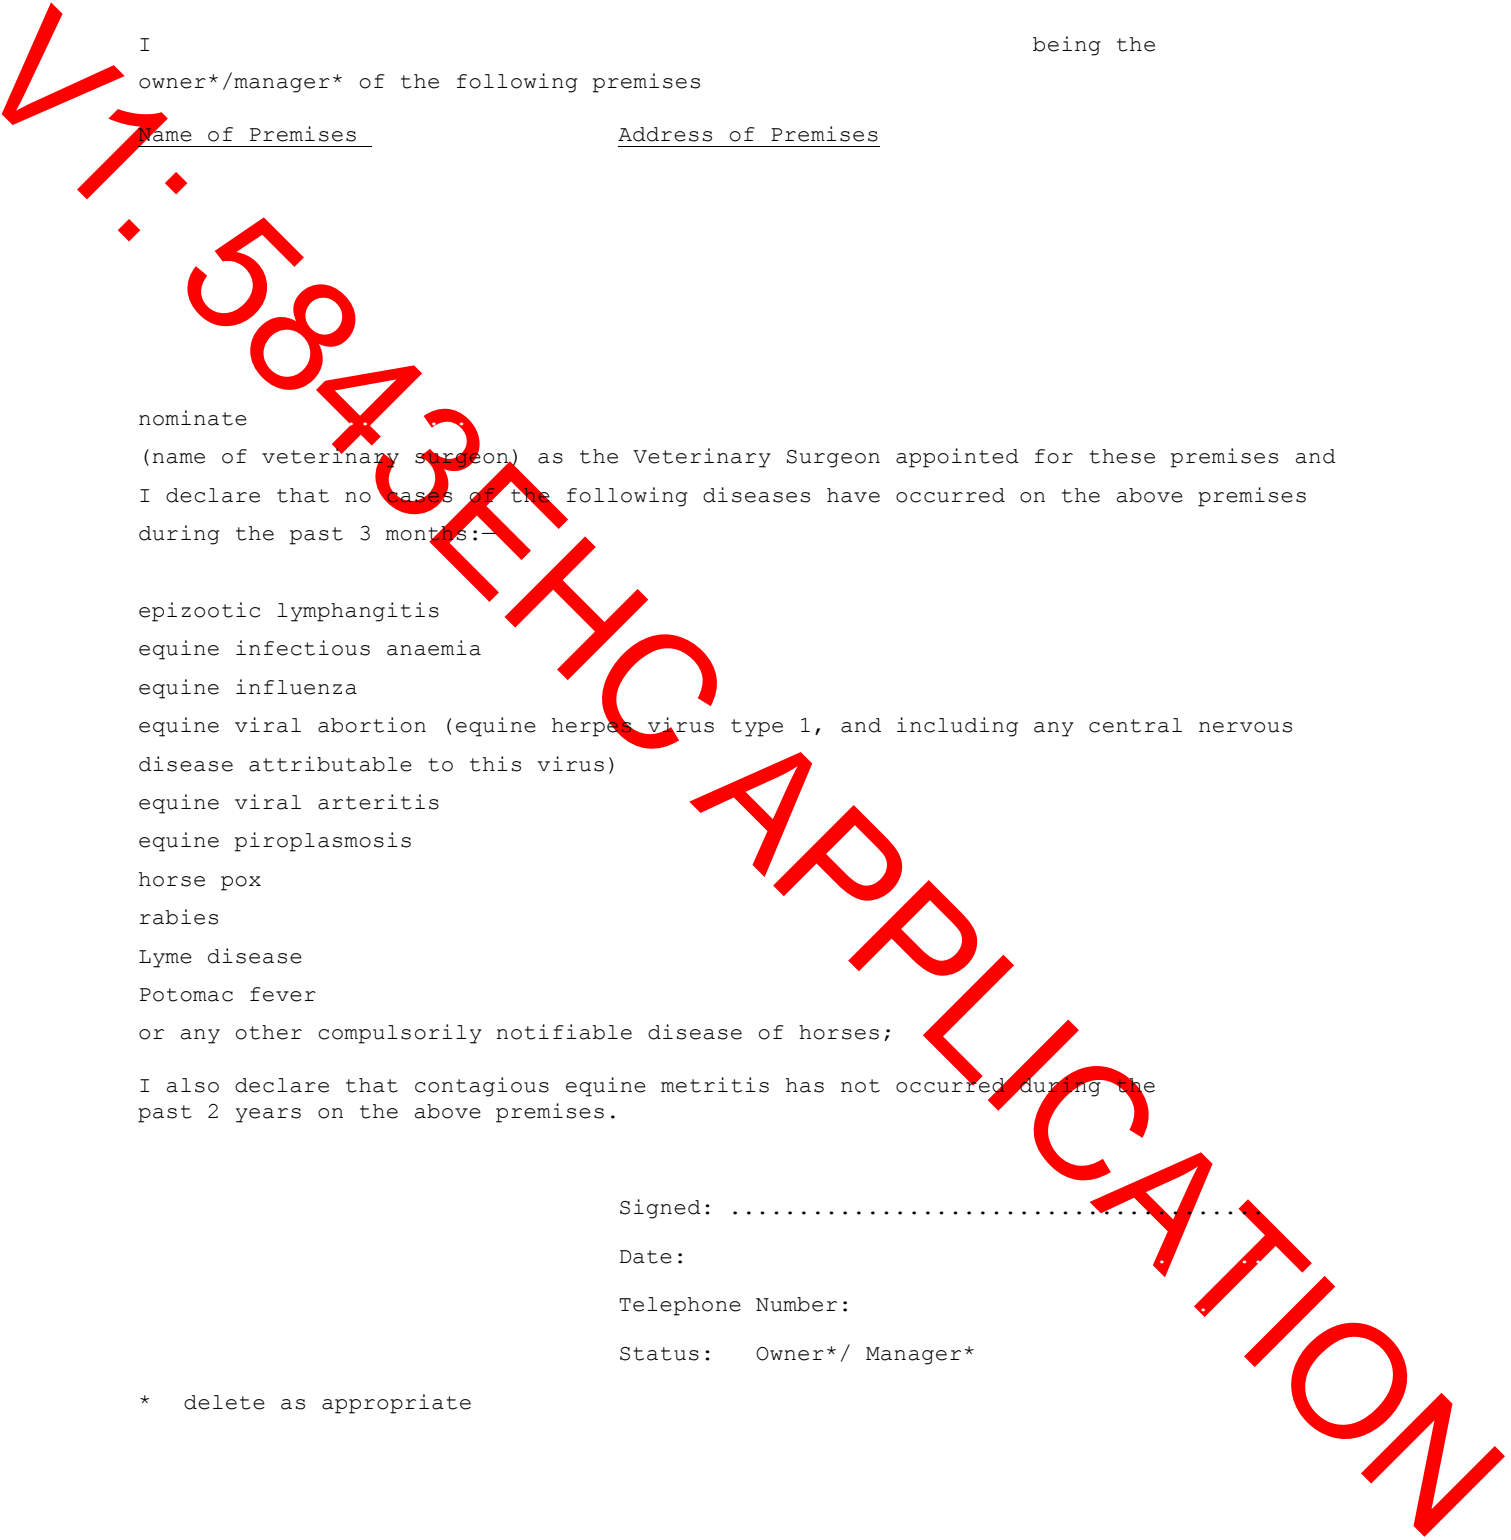 I being the
owner*/manager* of the following premises
Name of Premises Address of Premises
nominate
(name of veterinary surgeon) as the Veterinary Surgeon appointed for these premises and
I declare that no cases of the following diseases have occurred on the above premises
during the past 3 months:—
epizootic lymphangitis
equine infectious anaemia
equine influenza
equine viral abortion (equine herpes virus type 1, and including any central nervous
disease attributable to this virus)
equine viral arteritis
equine piroplasmosis
horse pox
rabies
Lyme disease
Potomac fever
or any other compulsorily notifiable disease of horses;
I also declare that contagious equine metritis has not occurred during the
past 2 years on the above premises.
Signed: .......................................
Date:
Telephone Number:
Status: Owner*/ Manager*
* delete as appropriate
V1: 5843EHC APPLICATION